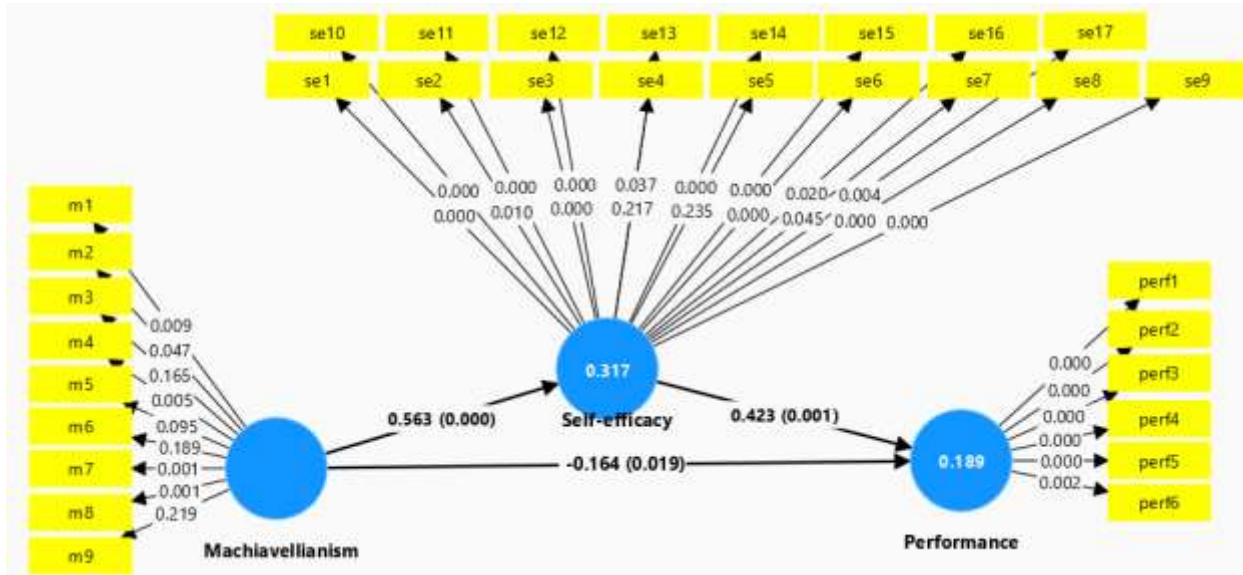 se10 se11 se12 se13 se14 se15 se16 se17
se1 se2 se3 se4 se5 se6 se7 se8 se9
0.000 0.000 0.000 0.037 0.000 0.000 0.020 0.004
0.000 0.010 0.000 0.217 0.235 0.000 0.045 0.000 0.000
m1
m2
m3
m4
m5
m6
m7
m8
m9
0.009
0.047
0.165
0.005
0.095
0.189
0.001
0.001
0.219
Machiavellianism
0.563 (0.000)
0.317
Self-efficacy
0.423 (0.001)
-0.164 (0.019)
0.189
Performance
0.000
0.000
0.000
0.000
0.000
0.002
perf1
perf2
perf3
perf4
perf5
perf6